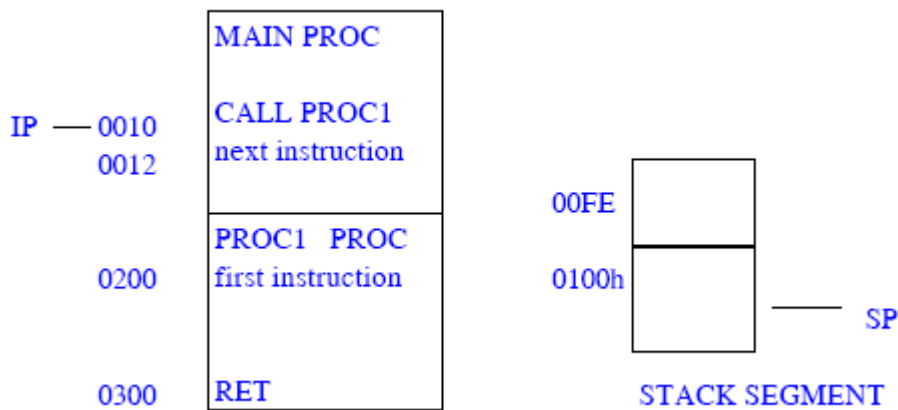 MAIN PROC
IP 0010 CALL PROC1
0012 next instruction
PROC1 PROC
0200 first instruction
0300 RET
00FE
0100h
SP
STACK SEGMENT